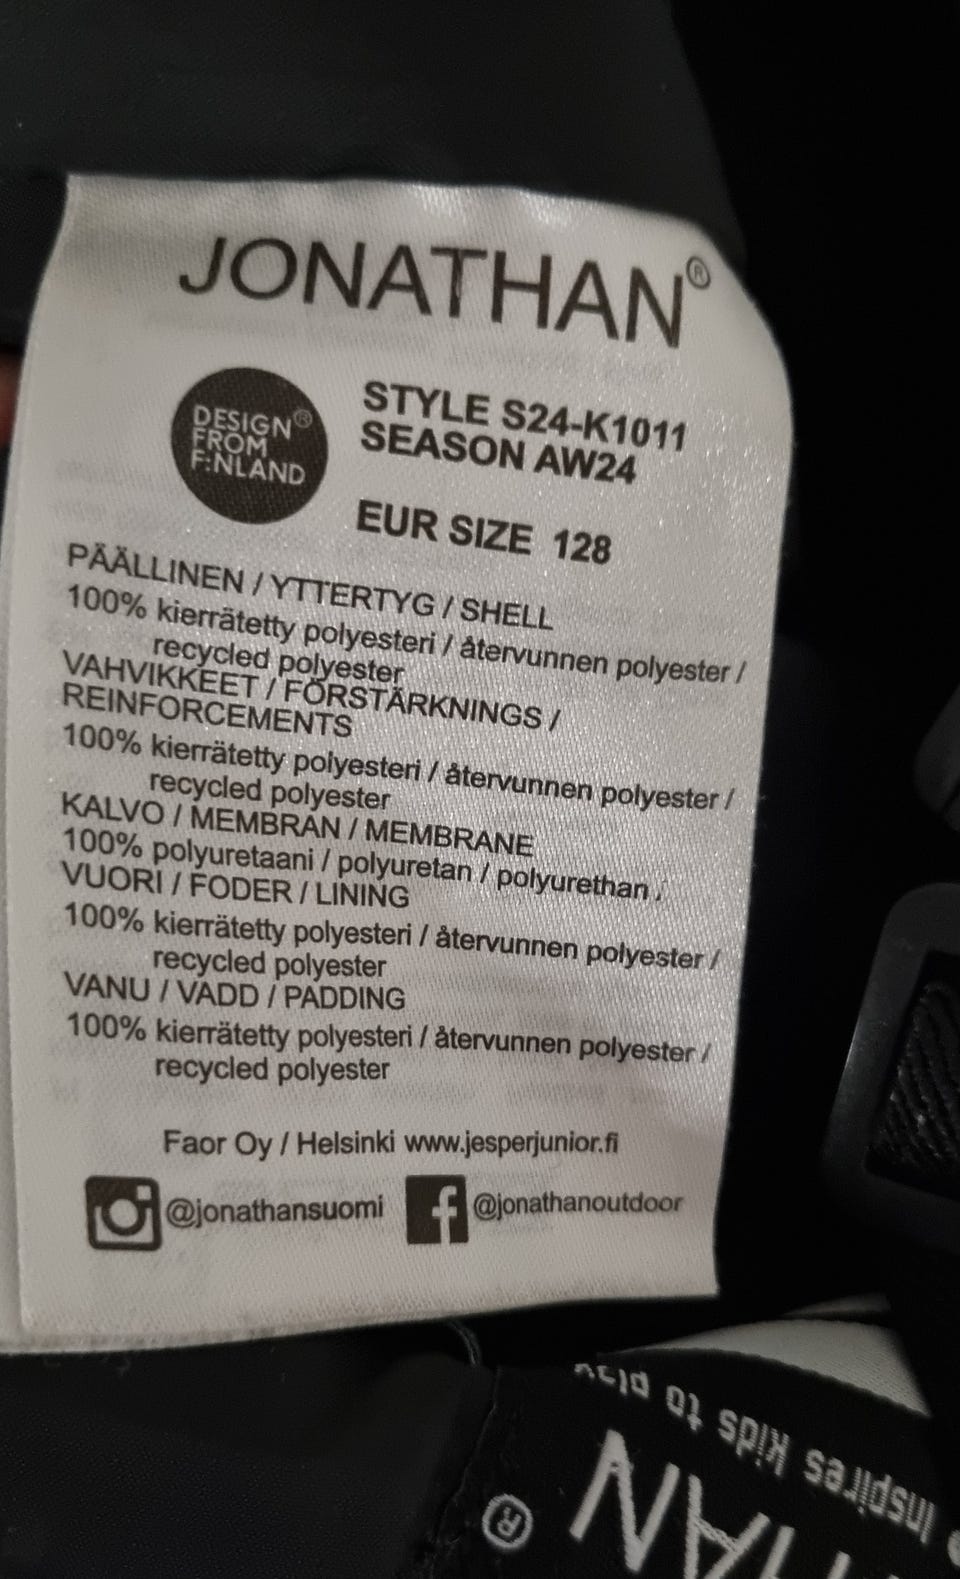 JONATHAN®
DESIGN®
FROM
FINLAND
STYLE S24-K1011
SEASON AW24
EUR SIZE 128
PÄÄLLINEN / YTTERTYG / SHELL
100% kierrätetty polyesteri / återvunnen polyester /
recycled polyester
VAHVIKKEET / FÖRSTÄRKNINGS /
REINFORCEMENTS
100% kierrätetty polyesteri / återvunnen polyester /
recycled polyester
KALVO / MEMBRAN / MEMBRANE
100% polyuretaani / polyuretan / polyurethan /
VUORI / FODER / LINING
100% kierrätetty polyesteri / återvunnen polyester /
recycled polyester
VANU / VADD / PADDING
100% kierrätetty polyesteri / återvunnen polyester /
recycled polyester
Faor Oy / Helsinki www.jesperjunior.fi
@jonathansuomi
@jonathanoutdoor
THAN®
Inspires kids to play